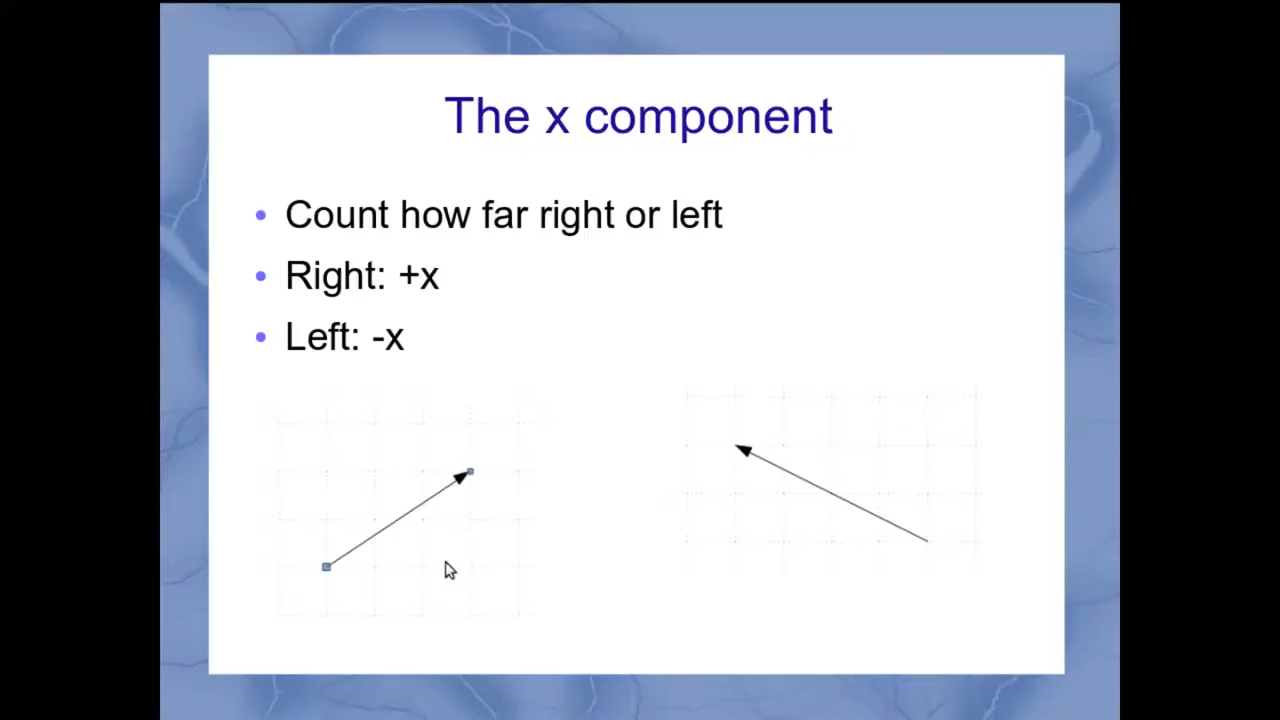 The x component
• Count how far right or left
• Right: +x
• Left: -x